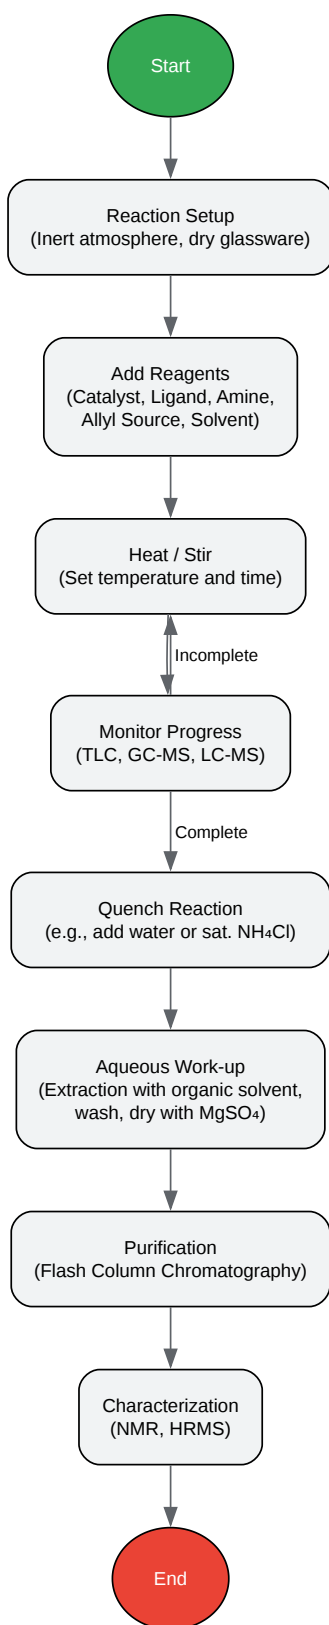 Start
Reaction Setup
(Inert atmosphere, dry glassware)
Add Reagents
(Catalyst, Ligand, Amine,
Allyl Source, Solvent)
Heat / Stir
(Set temperature and time)
Incomplete
Monitor Progress
(TLC, GC-MS, LC-MS)
Complete
Quench Reaction
(e.g., add water or sat. NH₄Cl)
Aqueous Work-up
(Extraction with organic solvent,
wash, dry with MgSO₄)
Purification
(Flash Column Chromatography)
Characterization
(NMR, HRMS)
End